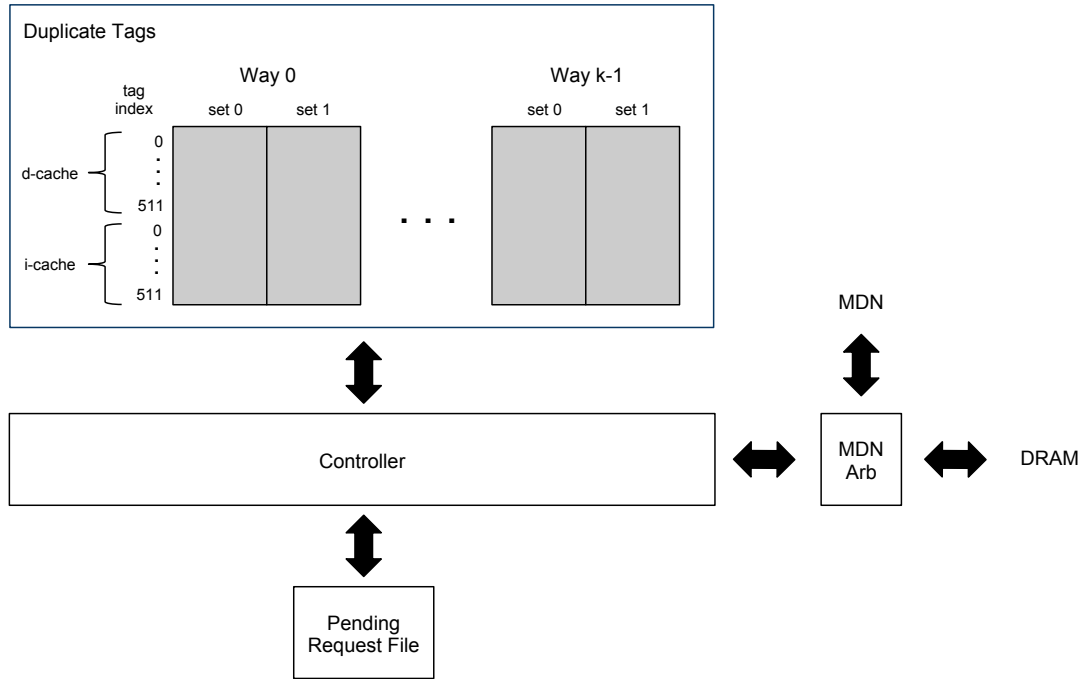 Duplicate Tags
Way 0
Way k-1
tag
index
set 0
set 1
set 0
set 1
d-cache
0
.
.
.
511
i-cache
0
.
.
.
511
. . .
MDN
Controller
MDN
Arb
DRAM
Pending
Request File